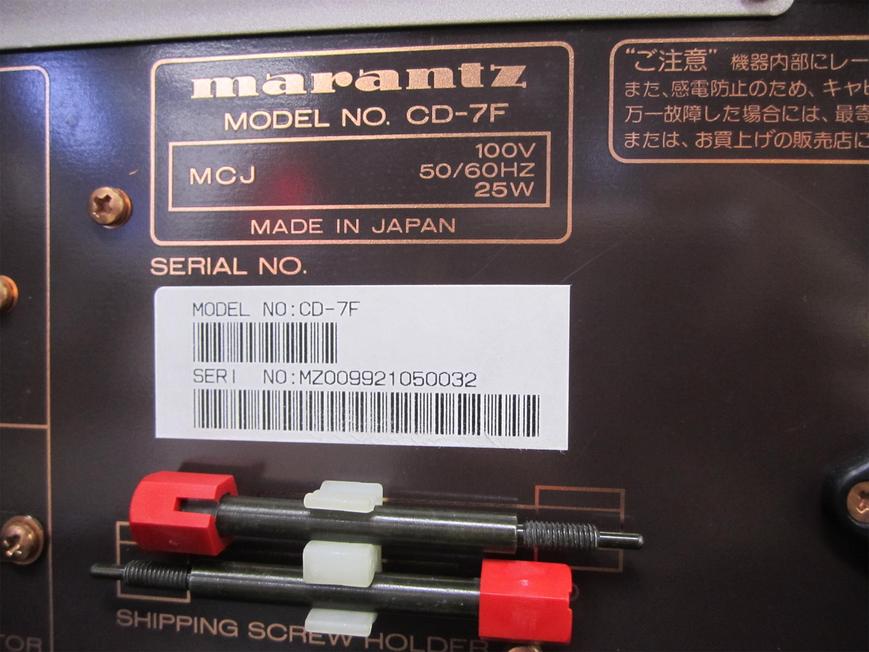 marantz
MODEL NO. CD-7F
MCJ
100V
50/60HZ
25W
MADE IN JAPAN
"ご注意" 機器内部にレー
また、感電防止のため、キャビ
万一故障した場合には、最寄
または、お買上げの販売店に
SERIAL NO.
MODEL NO:CD-7F
SERI NO:MZ009921050032
SHIPPING SCREW HOLDER
TOR